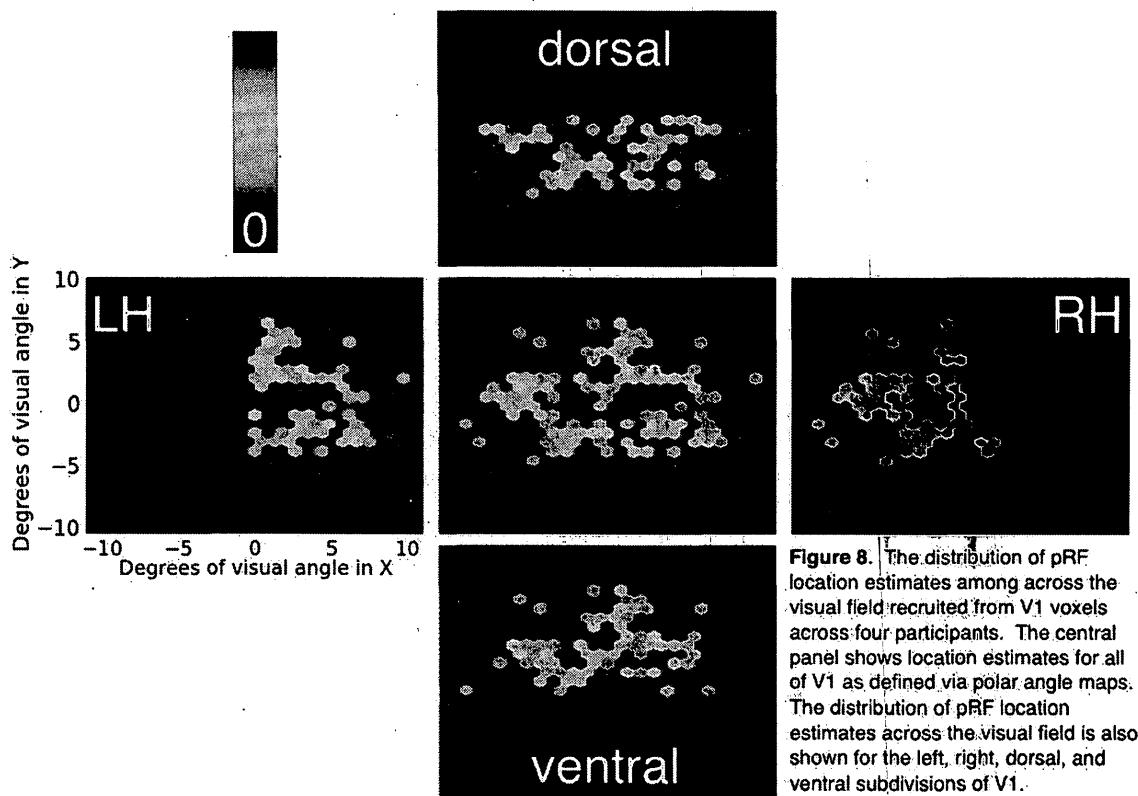 dorsal
0
Degrees of visual angle in Y
10
5
0
−5
−10
LH
RH
−10 −5 0 5 10
Degrees of visual angle in X
ventral
Figure 8. The distribution of pRF
location estimates among across the
visual field recruited from V1 voxels
across four participants. The central
panel shows location estimates for all
of V1 as defined via polar angle maps.
The distribution of pRF location
estimates across the visual field is also
shown for the left, right, dorsal, and
ventral subdivisions of V1.